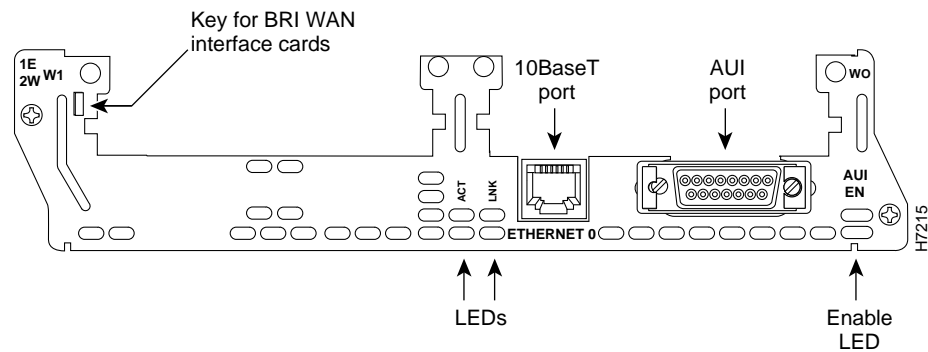 Key for BRI WAN
interface cards
1E
2W W1
10BaseT
port
AUI
port
WO
ACT
LNK
AUI
EN
ETHERNET 0
H7215
LEDs
Enable
LED